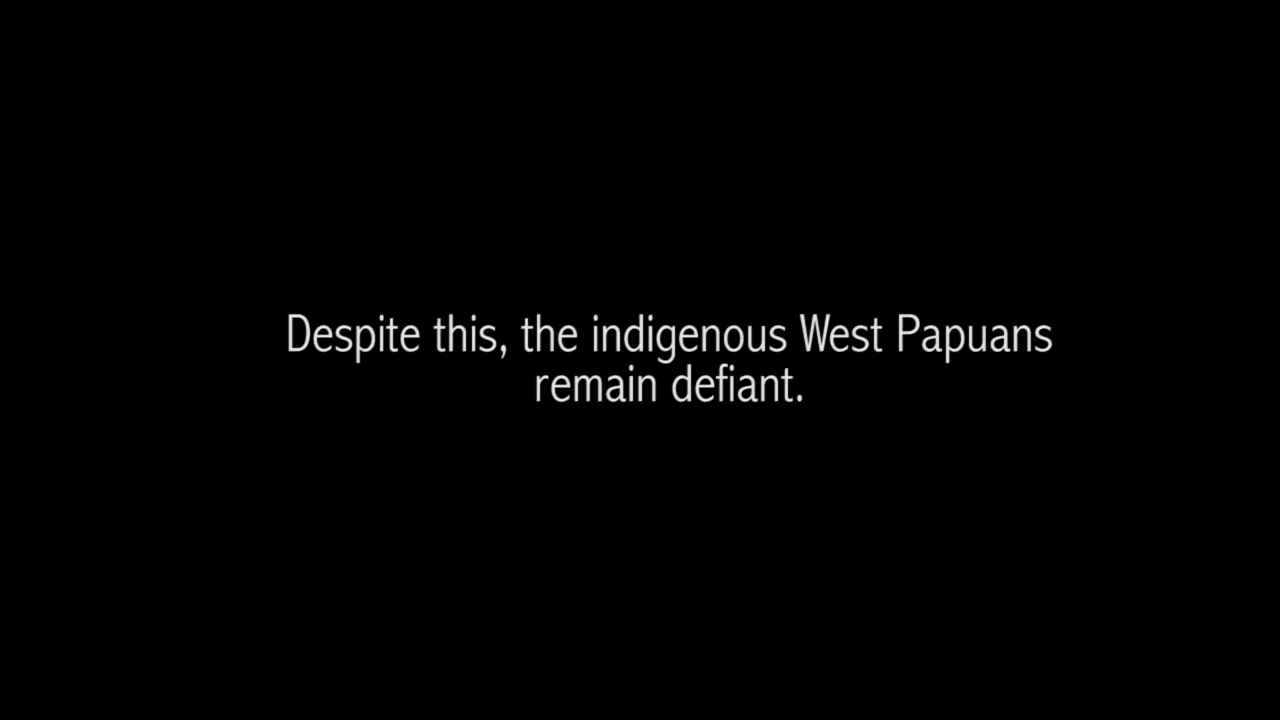 Despite this, the indigenous West Papuans
remain defiant.